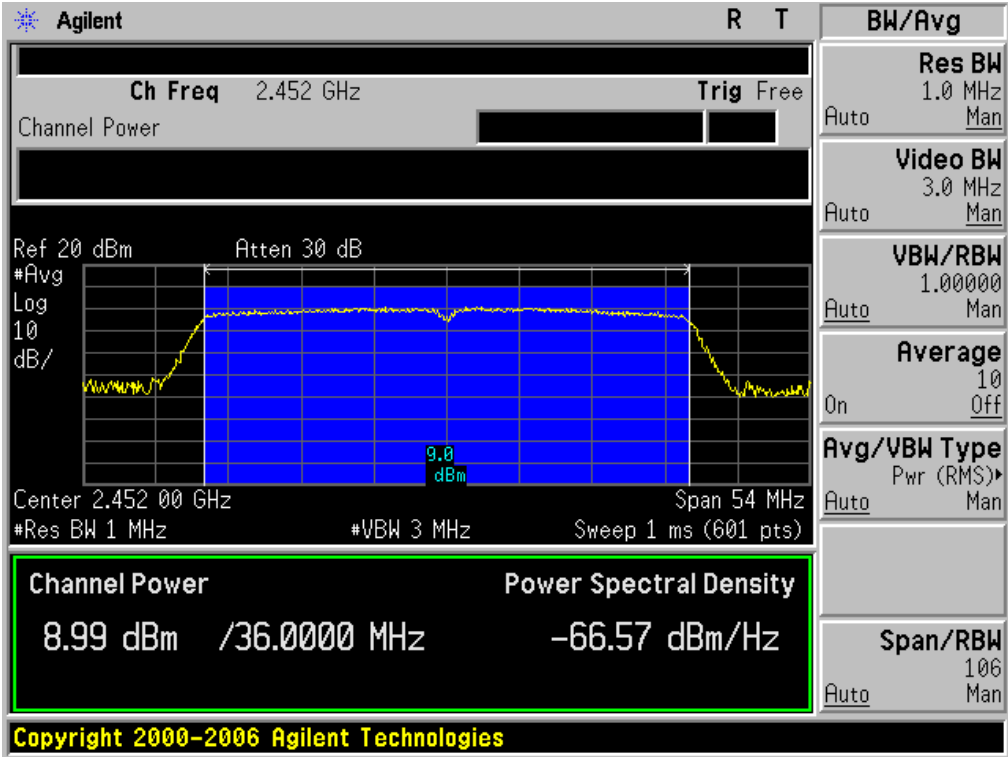 Agilent R T
Ch Freq 2.452 GHz Trig Free
Channel Power
Ref 20 dBm Atten 30 dB
#Avg
Log
10
dB/
9.0
dBm
Center 2.452 00 GHz Span 54 MHz
#Res BW 1 MHz #VBW 3 MHz Sweep 1 ms (601 pts)
Channel Power Power Spectral Density
8.99 dBm /36.0000 MHz -66.57 dBm/Hz
Copyright 2000-2006 Agilent Technologies
BW/Avg
Res BW
1.0 MHz
Auto Man
Video BW
3.0 MHz
Auto Man
VBW/RBW
1.00000
Auto Man
Average
10
On Off
Avg/VBW Type
Pwr (RMS)▸
Auto Man
Span/RBW
106
Auto Man